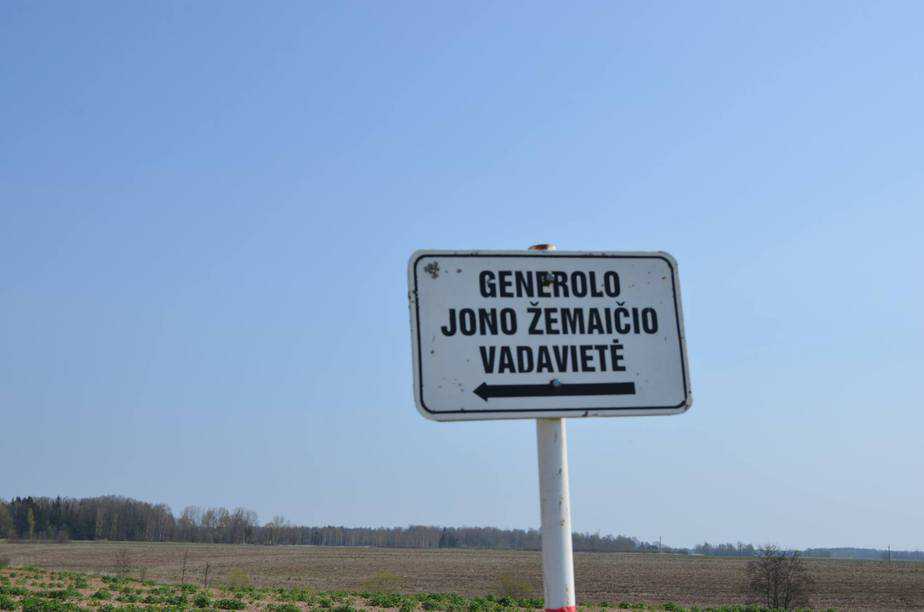 GENEROLO
JONO ŽEMAIČIO
VADAVIETĖ